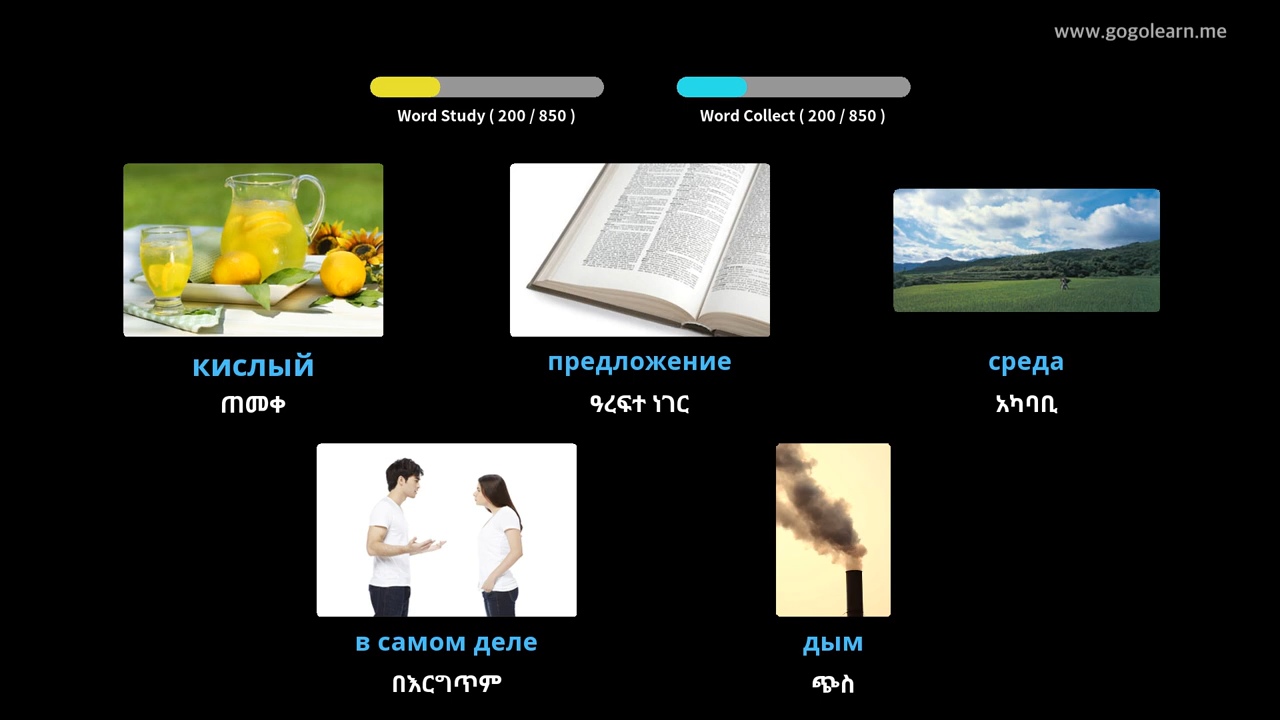 www.gogolearn.me
Word Study ( 200 / 850 )
Word Collect ( 200 / 850 )
кислый
ጠመቀ
предложение
ዓረፍተ ነገር
среда
አካባቢ
в самом деле
በእርግጥም
дым
ጭስ